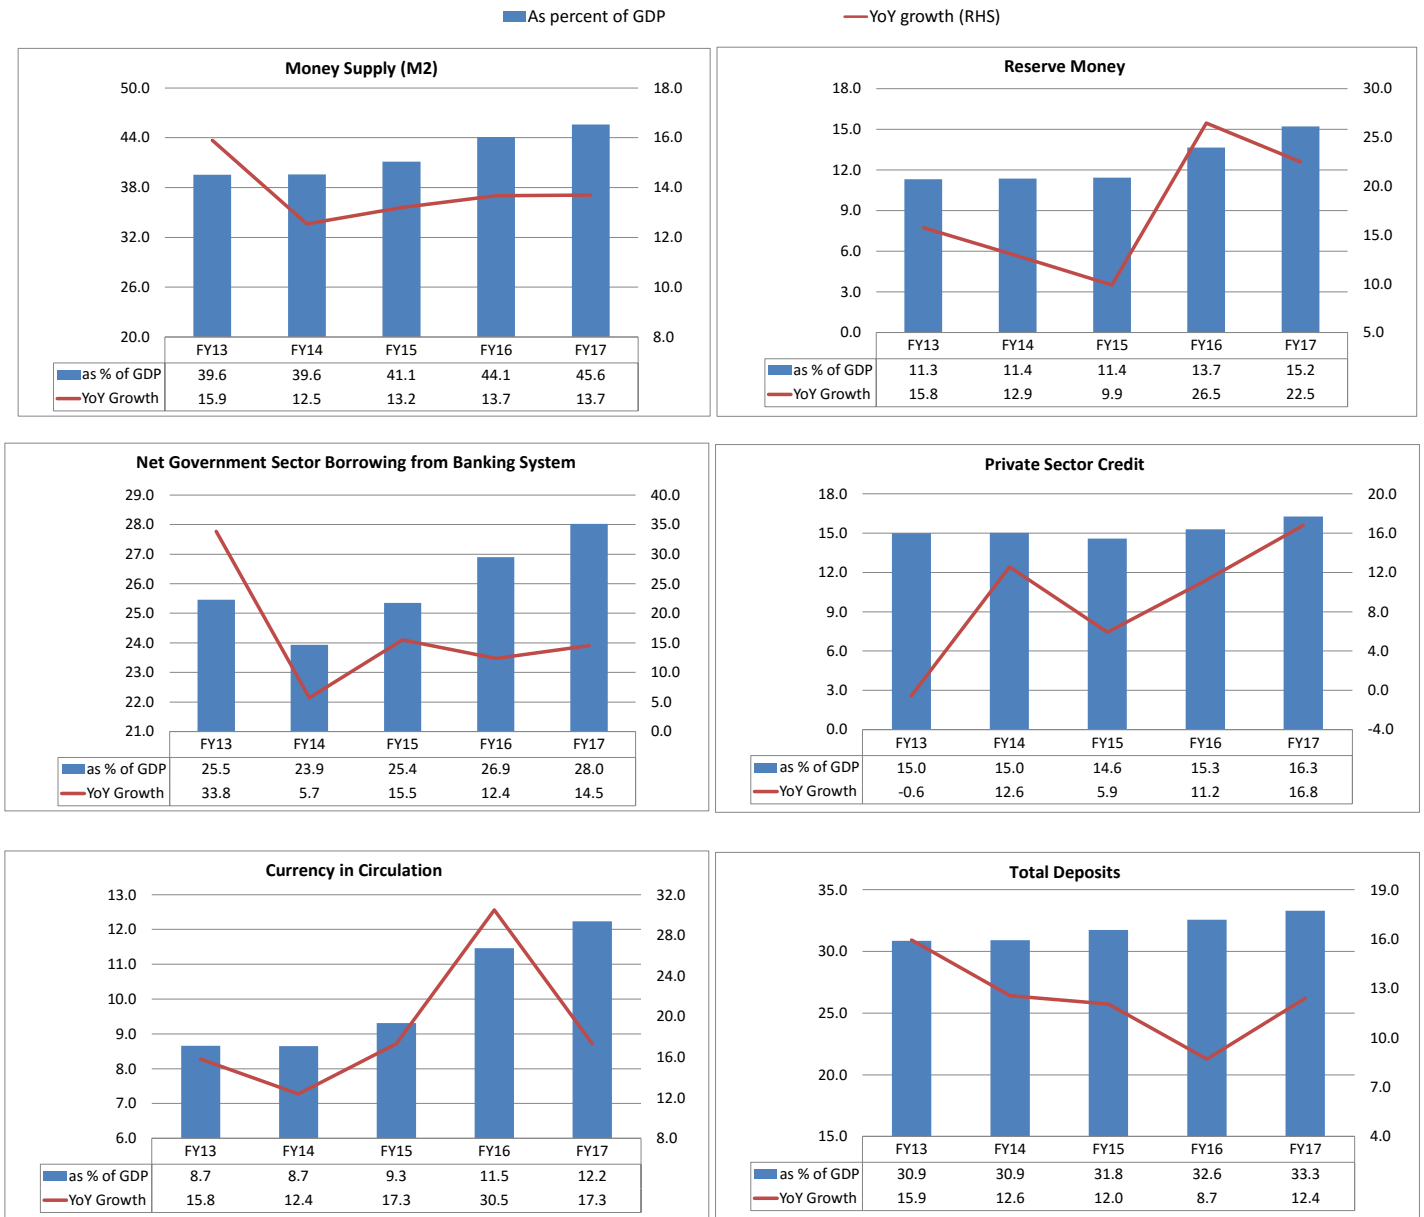 As percent of GDP YoY growth (RHS)
Money Supply (M2)
50.0 18.0
44.0 16.0
38.0 14.0
32.0 12.0
26.0 10.0
20.0 8.0
FY13 FY14 FY15 FY16 FY17
as % of GDP 39.6 39.6 41.1 44.1 45.6
YoY Growth 15.9 12.5 13.2 13.7 13.7
Reserve Money
18.0 30.0
15.0 25.0
12.0 20.0
9.0 15.0
6.0 10.0
3.0
0.0 5.0
FY13 FY14 FY15 FY16 FY17
as % of GDP 11.3 11.4 11.4 13.7 15.2
YoY Growth 15.8 12.9 9.9 26.5 22.5
Net Government Sector Borrowing from Banking System
29.0 40.0
28.0 35.0
27.0 30.0
26.0 25.0
25.0 20.0
24.0 15.0
23.0 10.0
22.0 5.0
21.0 0.0
FY13 FY14 FY15 FY16 FY17
as % of GDP 25.5 23.9 25.4 26.9 28.0
YoY Growth 33.8 5.7 15.5 12.4 14.5
Private Sector Credit
18.0 20.0
15.0 16.0
12.0 12.0
9.0 8.0
6.0 4.0
3.0 0.0
0.0 -4.0
FY13 FY14 FY15 FY16 FY17
as % of GDP 15.0 15.0 14.6 15.3 16.3
YoY Growth -0.6 12.6 5.9 11.2 16.8
Currency in Circulation
13.0 32.0
12.0 28.0
11.0 24.0
10.0 20.0
9.0 16.0
8.0 12.0
7.0
6.0 8.0
FY13 FY14 FY15 FY16 FY17
as % of GDP 8.7 8.7 9.3 11.5 12.2
YoY Growth 15.8 12.4 17.3 30.5 17.3
Total Deposits
35.0 19.0
30.0 16.0
25.0 13.0
20.0 10.0
15.0 7.0
4.0
FY13 FY14 FY15 FY16 FY17
as % of GDP 30.9 30.9 31.8 32.6 33.3
YoY Growth 15.9 12.6 12.0 8.7 12.4